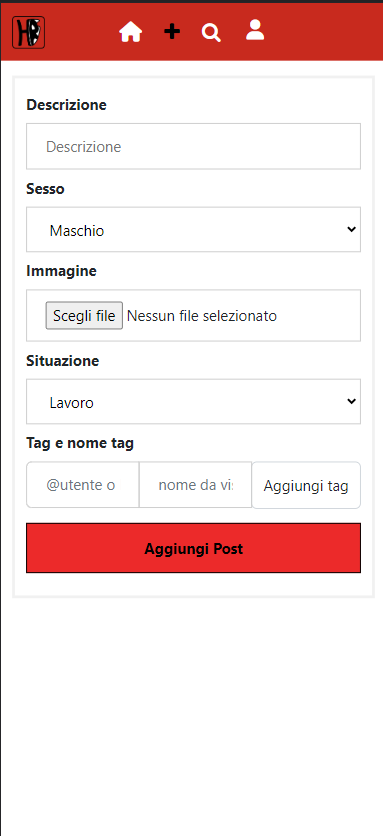 Descrizione
Descrizione
Sesso
Maschio
Immagine
Scegli file Nessun file selezionato
Situazione
Lavoro
Tag e nome tag
@utente o nome da vis Aggiungi tag
Aggiungi Post